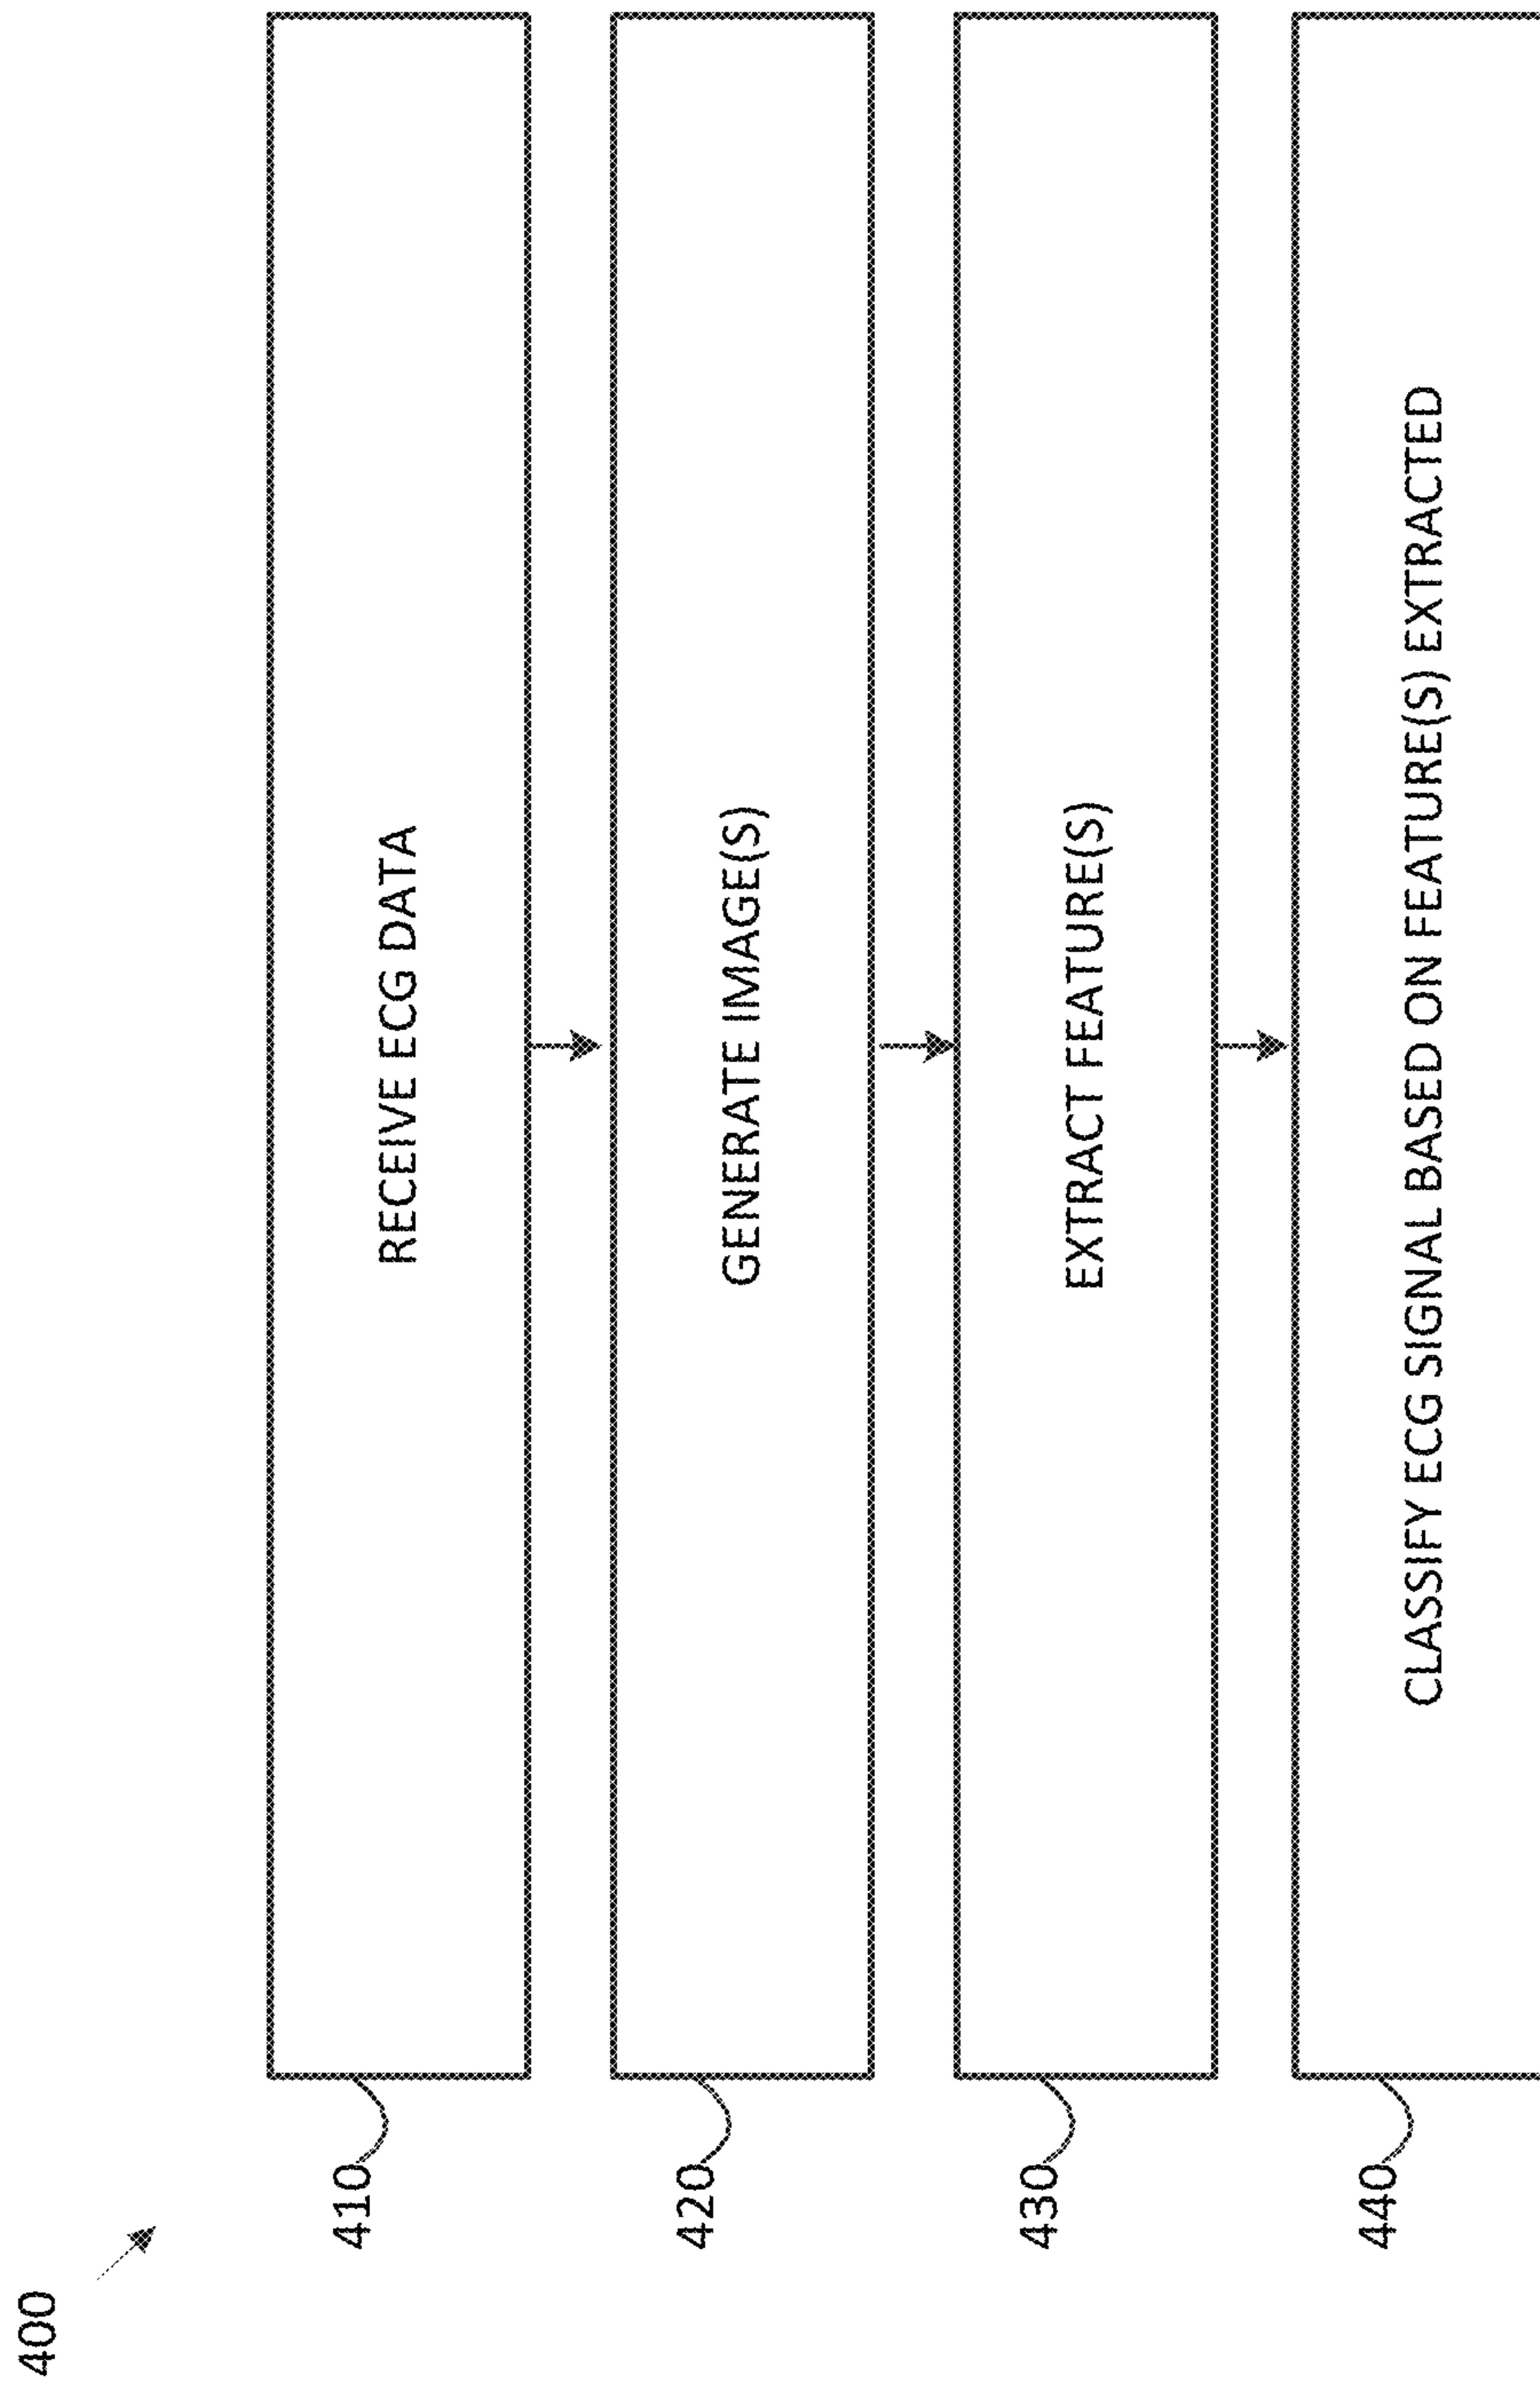 400
410
RECEIVE ECG DATA
420
GENERATE IMAGE(S)
430
EXTRACT FEATURE(S)
440
CLASSIFY ECG SIGNAL BASED ON FEATURE(S) EXTRACTED